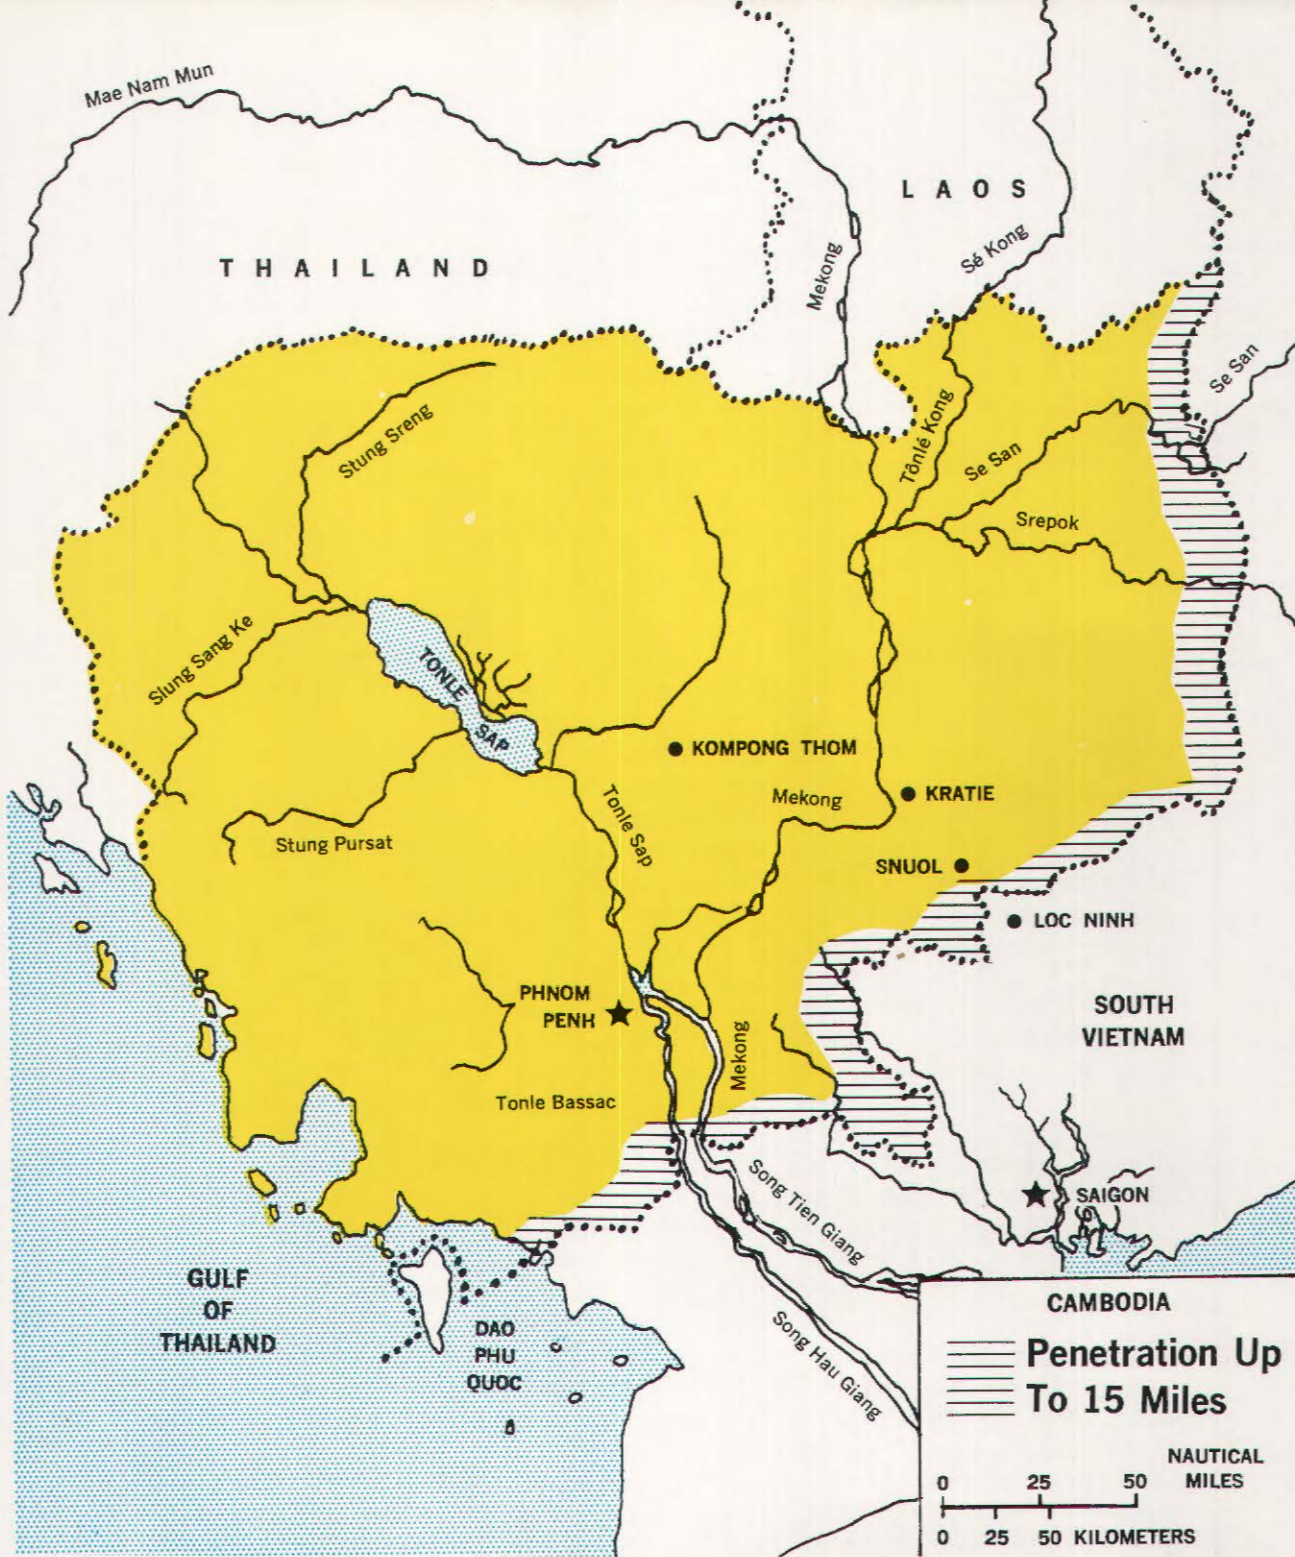 Mae Nam Mun
LAOS
THAILAND
Mekong
Sé Kong
Se San
Stung Sreng
Tônlé Kong
Se San
Srepok
Slung Sang Ke
TONLE
SAP
KOMPONG THOM
Mekong
KRATIE
Tonle Sap
Stung Pursat
SNUOL
LOC NINH
PHNOM
PENH
SOUTH
VIETNAM
Mekong
Tonle Bassac
Song Tien Giang
SAIGON
GULF
OF
THAILAND
DAO
PHU
QUOC
Song Hau Giang
CAMBODIA
Penetration Up
To 15 Miles
NAUTICAL
MILES
0 25 50
0 25 50 KILOMETERS